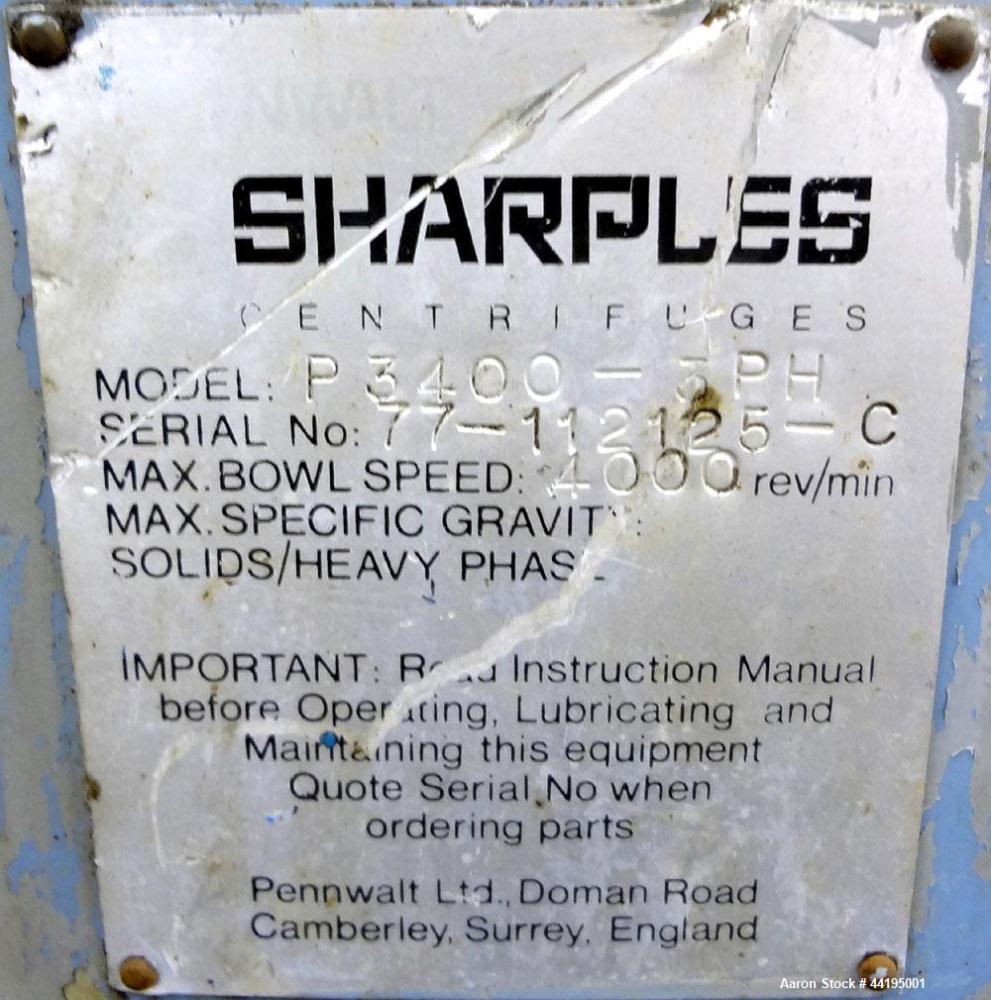 SHARPLES
CENTRIFUGES
MODEL: P3400-3PH
SERIAL No: 77-112125-C
MAX. BOWL SPEED: 4000 rev/min
MAX. SPECIFIC GRAVITY:
SOLIDS/HEAVY PHASE
IMPORTANT: Read Instruction Manual
before Operating, Lubricating and
Maintaining this equipment
Quote Serial No when
ordering parts
Pennwalt Ltd., Doman Road
Camberley, Surrey, England
Aaron Stock # 44195001